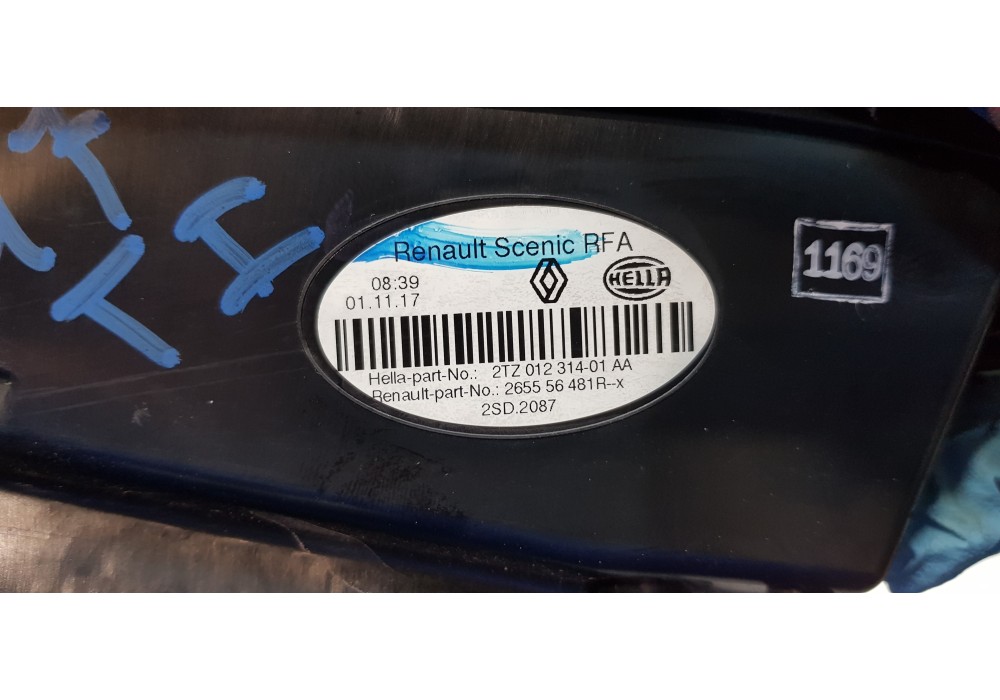 Renault Scenic RFA
08:39
01.11.17
HELLA
Hella-part-No.: 2TZ 012 314-01 AA
Renault-part-No.: 2655 56 481R--x
2SD.2087
1169